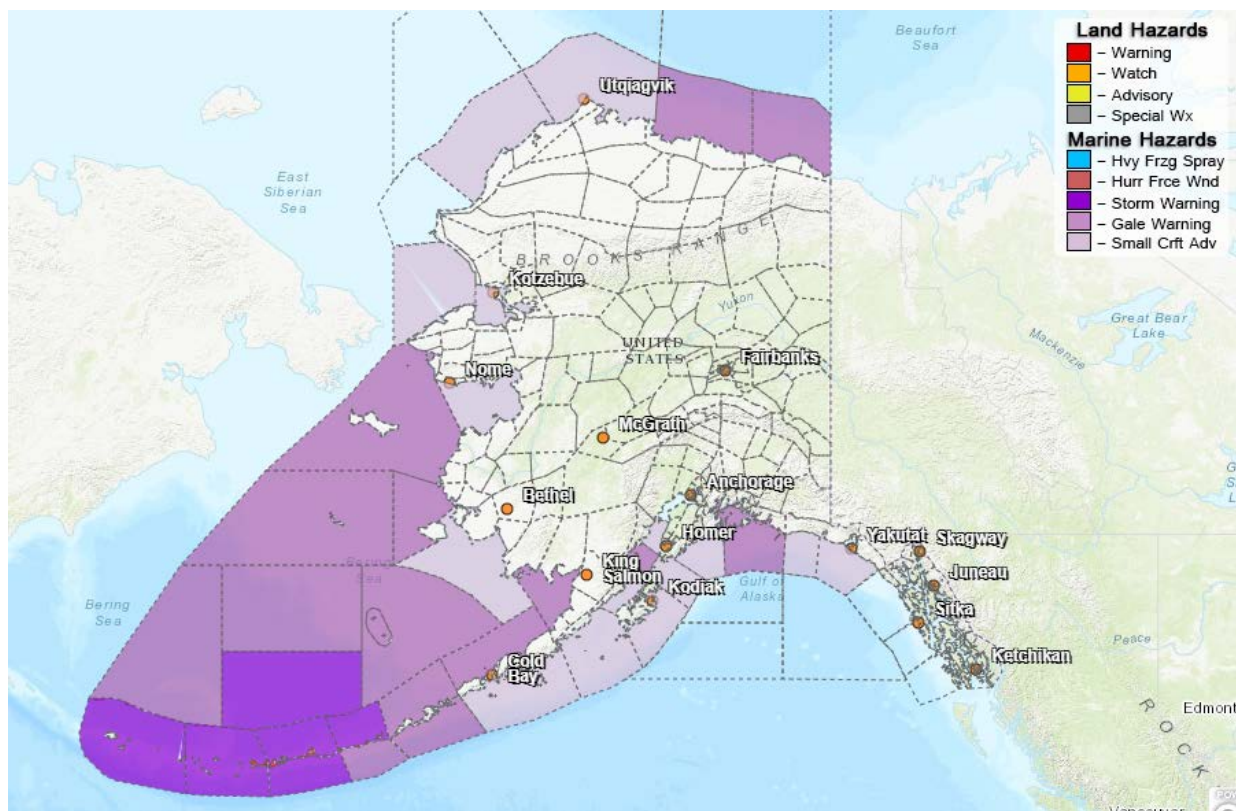 Beaufort
Sea
Land Hazards
– Warning
– Watch
– Advisory
– Special Wx
Marine Hazards
– Hvy Frzg Spray
– Hurr Frce Wnd
– Storm Warning
– Gale Warning
– Small Crft Adv
Utqiagvik
East
Siberian
Sea
BROOKS RANGE
Kotzebue
Yukon
Great Bear
Lake
Mackenzie
UNITED
STATES
Fairbanks
Nome
McGrath
Anchorage
Bethel
Homer
Yakutat
Skagway
King
Salmon
Kodiak
Gulf of
Alaska
Juneau
Sitka
Bering
Sea
Peace
Ketchikan
Cold
Bay
Edmont
ROCK